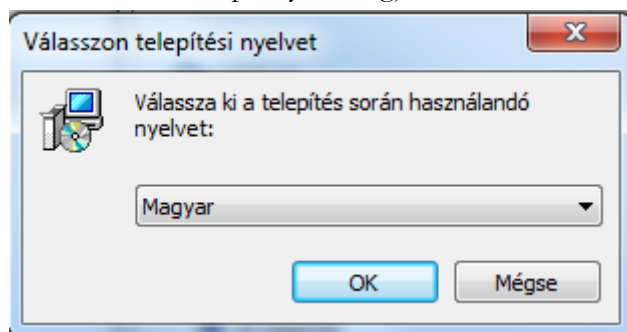 Válasszon telepítési nyelvet
Válassza ki a telepítés során használandó
nyelvet:
Magyar
OK
Mégse